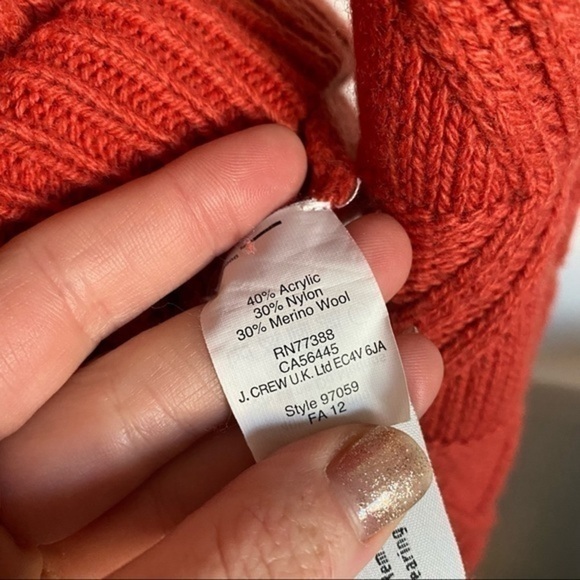 40% Acrylic
30% Nylon
30% Merino Wool
RN77388
CA56445
J. CREW U.K. Ltd EC4V 6JA
Style 97059
FA 12